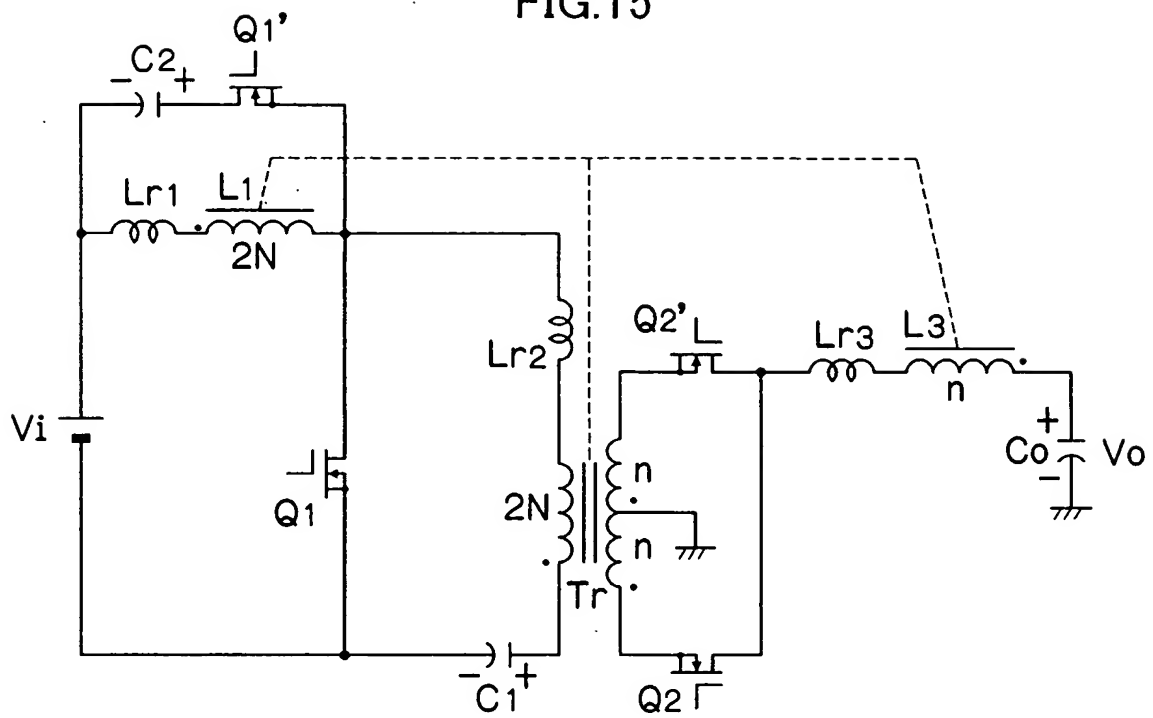 FIG.15
Q1'
- C2 +
Lr1
L1
2N
Lr2
Q2'
Lr3
L3
n
Vi
Q1
2N
n
n
Tr
+
Co
-
Vo
- C1 +
Q2